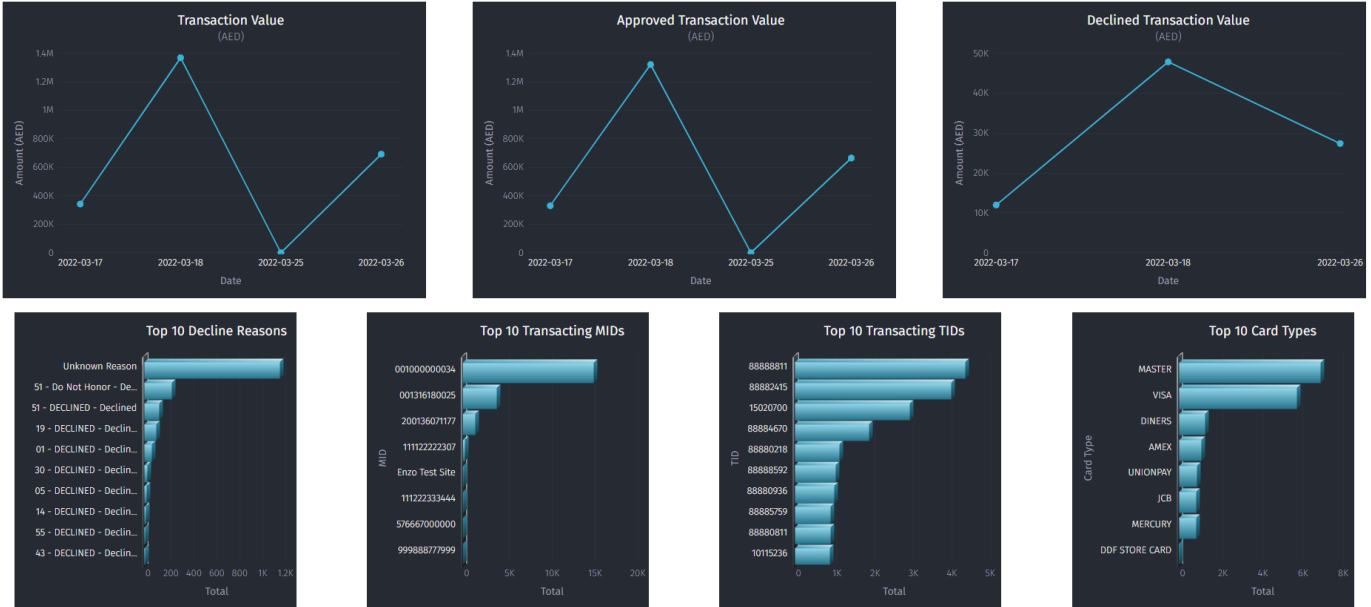 Transaction Value
(AED)
1.4M
1.2M
1M
800K
600K
400K
200K
0
Amount (AED)
2022-03-17 2022-03-18 2022-03-25 2022-03-26
Date
Approved Transaction Value
(AED)
1.4M
1.2M
1M
800K
600K
400K
200K
0
Amount (AED)
2022-03-17 2022-03-18 2022-03-25 2022-03-26
Date
Declined Transaction Value
(AED)
50K
40K
30K
20K
10K
0
Amount (AED)
2022-03-17 2022-03-18 2022-03-26
Date
Top 10 Decline Reasons
Unknown Reason
51 - Do Not Honor - De...
51 - DECLINED - Declined
19 - DECLINED - Declin...
01 - DECLINED - Declin...
30 - DECLINED - Declin...
05 - DECLINED - Declin...
14 - DECLINED - Declin...
55 - DECLINED - Declin...
43 - DECLINED - Declin...
0 200 400 600 800 1K 1.2K
Total
Top 10 Transacting MIDs
MID
001000000034
001316180025
200136071177
111122222307
Enzo Test Site
111222333444
576667000000
999888777999
0 5K 10K 15K 20K
Total
Top 10 Transacting TIDs
TID
88888811
88882415
15020700
88884670
88880218
88888592
88880936
88885759
88880811
10115236
0 1K 2K 3K 4K 5K
Total
Top 10 Card Types
Card Type
MASTER
VISA
DINERS
AMEX
UNIONPAY
JCB
MERCURY
DDF STORE CARD
0 2K 4K 6K 8K
Total